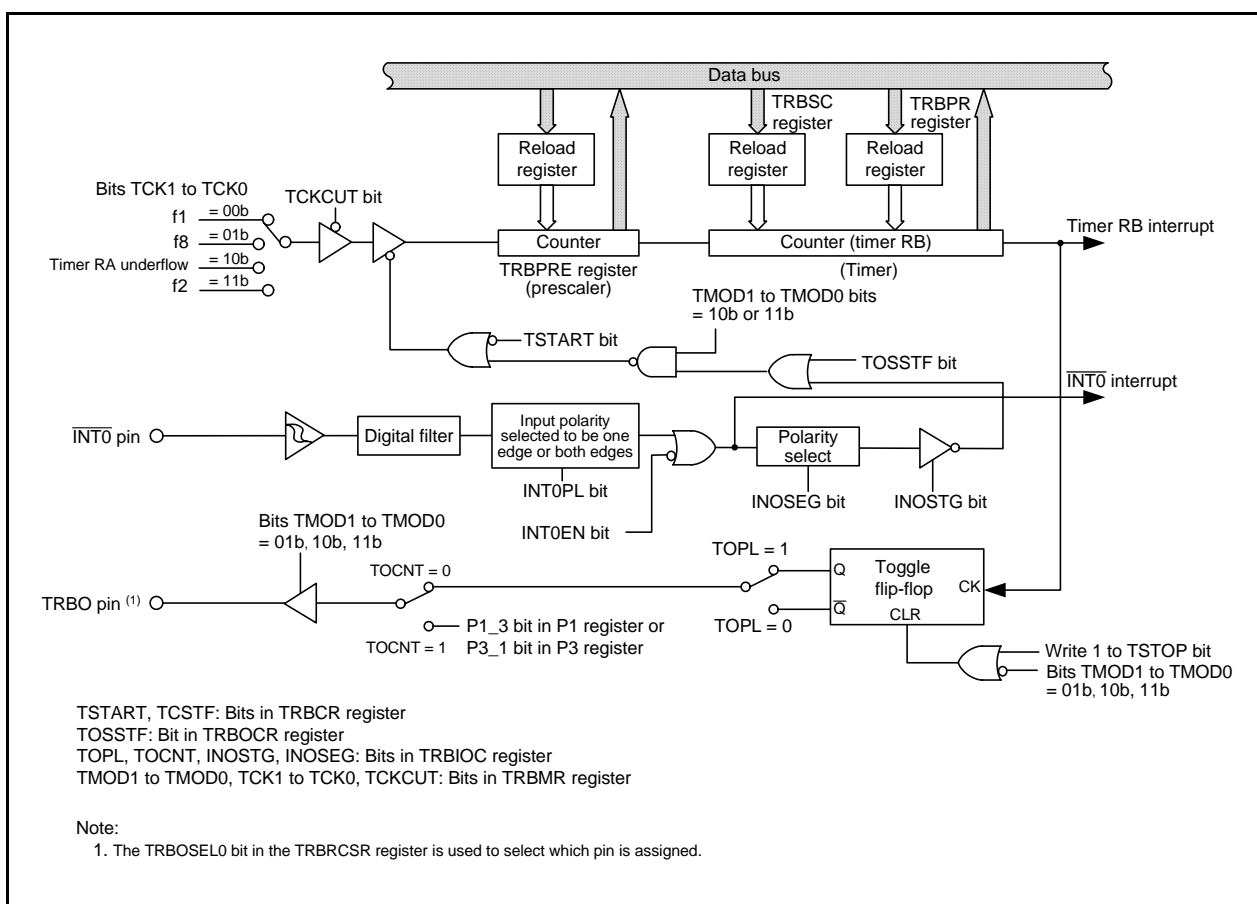 Data bus
TRBSC
register
TRBPR
register
Reload
register
Reload
register
Reload
register
Bits TCK1 to TCK0
TCKCUT bit
f1
= 00b
f8
= 01b
Timer RA underflow
= 10b
f2
= 11b
Counter
TRBPRE register
(prescaler)
Counter (timer RB)
(Timer)
Timer RB interrupt
TMOD1 to TMOD0 bits
= 10b or 11b
TSTART bit
TOSSTF bit
INT0 interrupt
INT0 pin
Digital filter
Input polarity
selected to be one
edge or both edges
Polarity
select
INT0PL bit
INOSEG bit
INOSTG bit
INT0EN bit
Bits TMOD1 to TMOD0
= 01b, 10b, 11b
TRBO pin (1)
TOCNT = 0
TOCNT = 1
P1_3 bit in P1 register or
P3_1 bit in P3 register
TOPL = 1
TOPL = 0
Q
Q
Toggle
flip-flop
CK
CLR
Write 1 to TSTOP bit
Bits TMOD1 to TMOD0
= 01b, 10b, 11b
TSTART, TCSTF: Bits in TRBCR register
TOSSTF: Bit in TRBOCR register
TOPL, TOCNT, INOSTG, INOSEG: Bits in TRBIOC register
TMOD1 to TMOD0, TCK1 to TCK0, TCKCUT: Bits in TRBMR register
Note:
1. The TRBOSEL0 bit in the TRBRCSR register is used to select which pin is assigned.